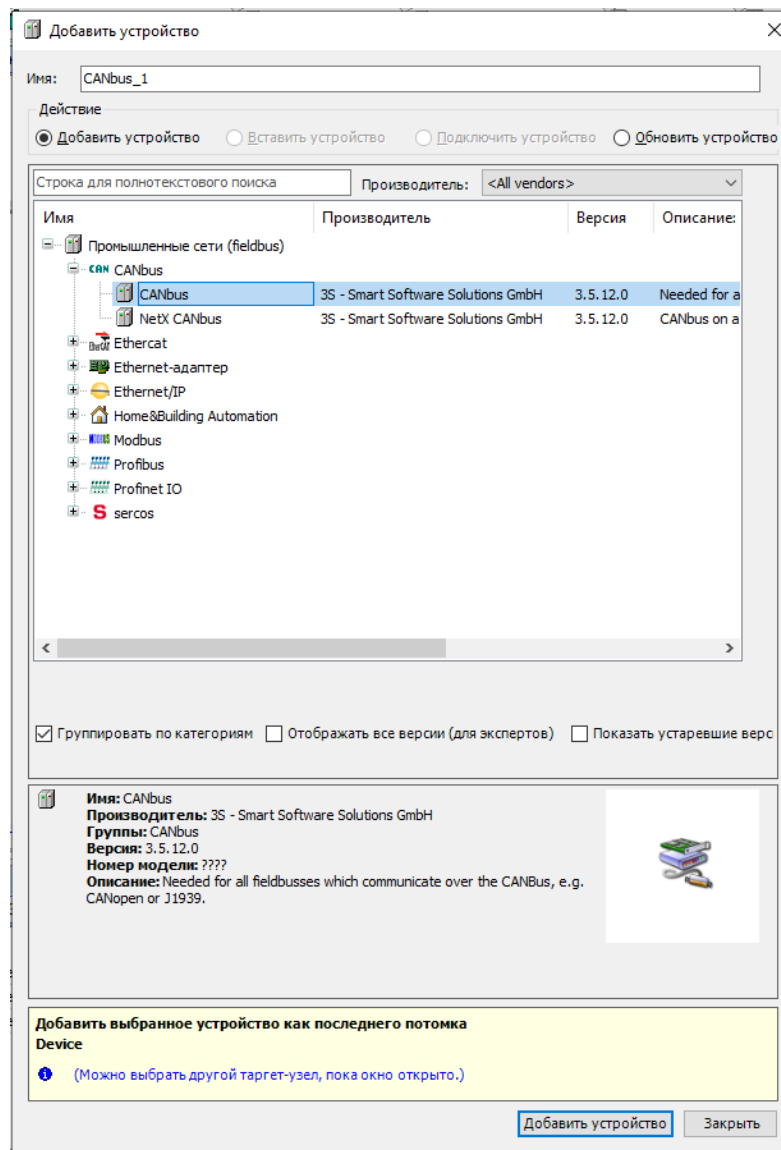 Добавить устройство
Имя: CANbus_1
Действие
Добавить устройство Вставить устройство Подключить устройство Обновить устройство
Строка для полнотекстового поиска Производитель: <All vendors>
Имя Производитель Версия Описание:
Промышленные сети (fieldbus)
CAN CANbus
CANbus 3S - Smart Software Solutions GmbH 3.5.12.0 Needed for a
NetX CANbus 3S - Smart Software Solutions GmbH 3.5.12.0 CANbus on a
Ethercat
Ethernet-адаптер
Ethernet/IP
Home&Building Automation
Modbus
Profibus
Profinet IO
S sercos
Группировать по категориям Отображать все версии (для экспертов) Показать устаревшие верс
Имя: CANbus
Производитель: 3S - Smart Software Solutions GmbH
Группы: CANbus
Версия: 3.5.12.0
Номер модели: ????
Описание: Needed for all fieldbusses which communicate over the CANBus, e.g.
CANopen or J1939.
Добавить выбранное устройство как последнего потомка
Device
(Можно выбрать другой таргет-узел, пока окно открыто.)
Добавить устройство Закрыть